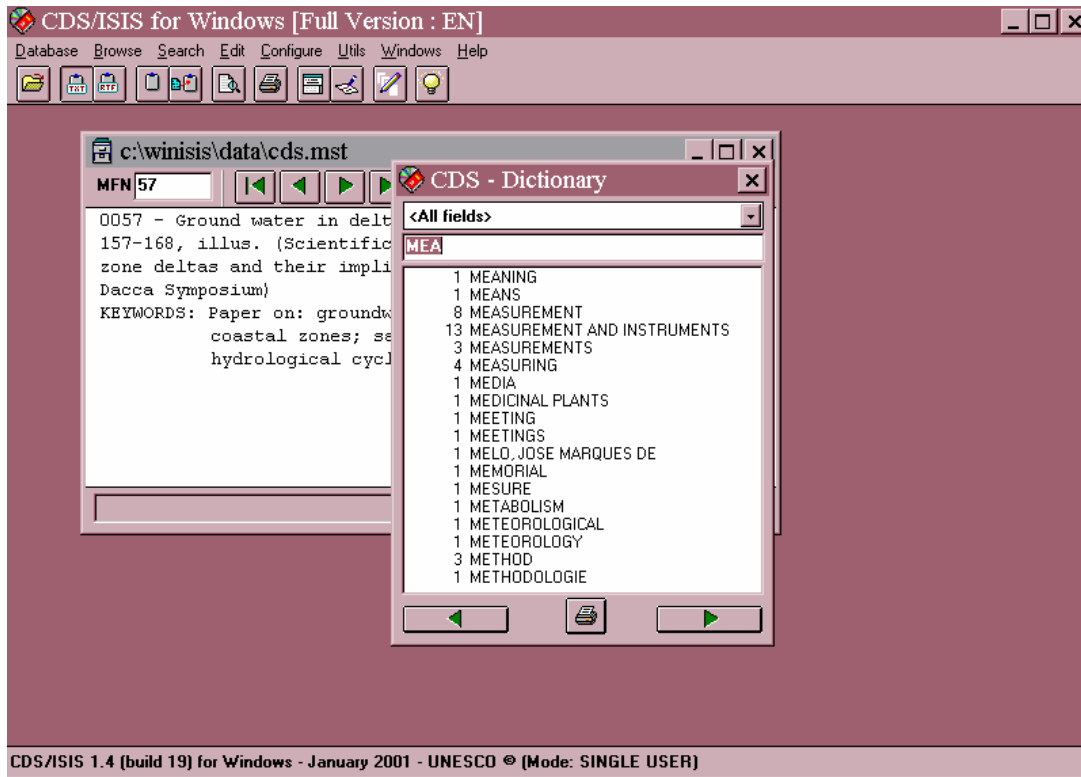 CDS/ISIS for Windows [Full Version : EN]
Database Browse Search Edit Configure Utils Windows Help
TXT RTF
c:\winisis\data\cds.mst
MFN 57
0057 - Ground water in delt
157-168, illus. (Scientific
zone deltas and their impli
Dacca Symposium)
KEYWORDS: Paper on: groundw
coastal zones; sa
hydrological cycl
CDS - Dictionary
<All fields>
MEA
1 MEANING
1 MEANS
8 MEASUREMENT
13 MEASUREMENT AND INSTRUMENTS
3 MEASUREMENTS
4 MEASURING
1 MEDIA
1 MEDICINAL PLANTS
1 MEETING
1 MEETINGS
1 MELO, JOSE MARQUES DE
1 MEMORIAL
1 MESURE
1 METABOLISM
1 METEOROLOGICAL
1 METEOROLOGY
3 METHOD
1 METHODOLOGIE
CDS/ISIS 1.4 (build 19) for Windows - January 2001 - UNESCO © (Mode: SINGLE USER)